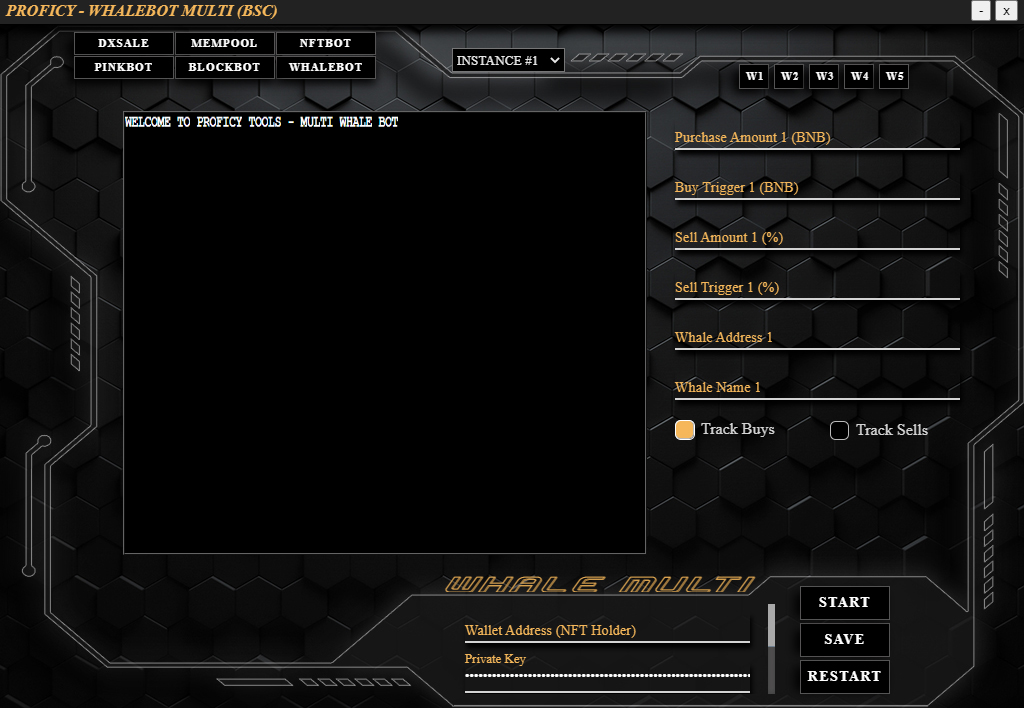 PROFICY - WHALEBOT MULTI (BSC)
- x
DXSALE MEMPOOL NFTBOT
PINKBOT BLOCKBOT WHALEBOT
INSTANCE #1
W1 W2 W3 W4 W5
WELCOME TO PROFICY TOOLS - MULTI WHALE BOT
Purchase Amount 1 (BNB)
Buy Trigger 1 (BNB)
Sell Amount 1 (%)
Sell Trigger 1 (%)
Whale Address 1
Whale Name 1
Track Buys Track Sells
WHALE MULTI
Wallet Address (NFT Holder)
Private Key
START
SAVE
RESTART